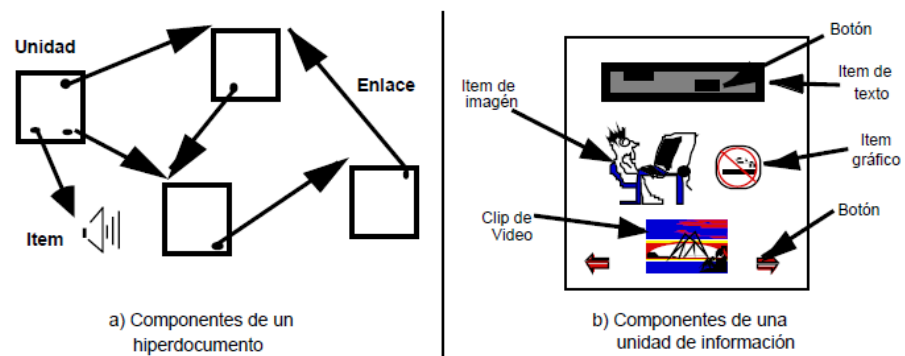 Unidad
Enlace
Item
a) Componentes de un
hiperdocumento
Botón
Item de
texto
Item de
imagén
Item
gráfico
Clip de
Video
Botón
b) Componentes de una
unidad de información